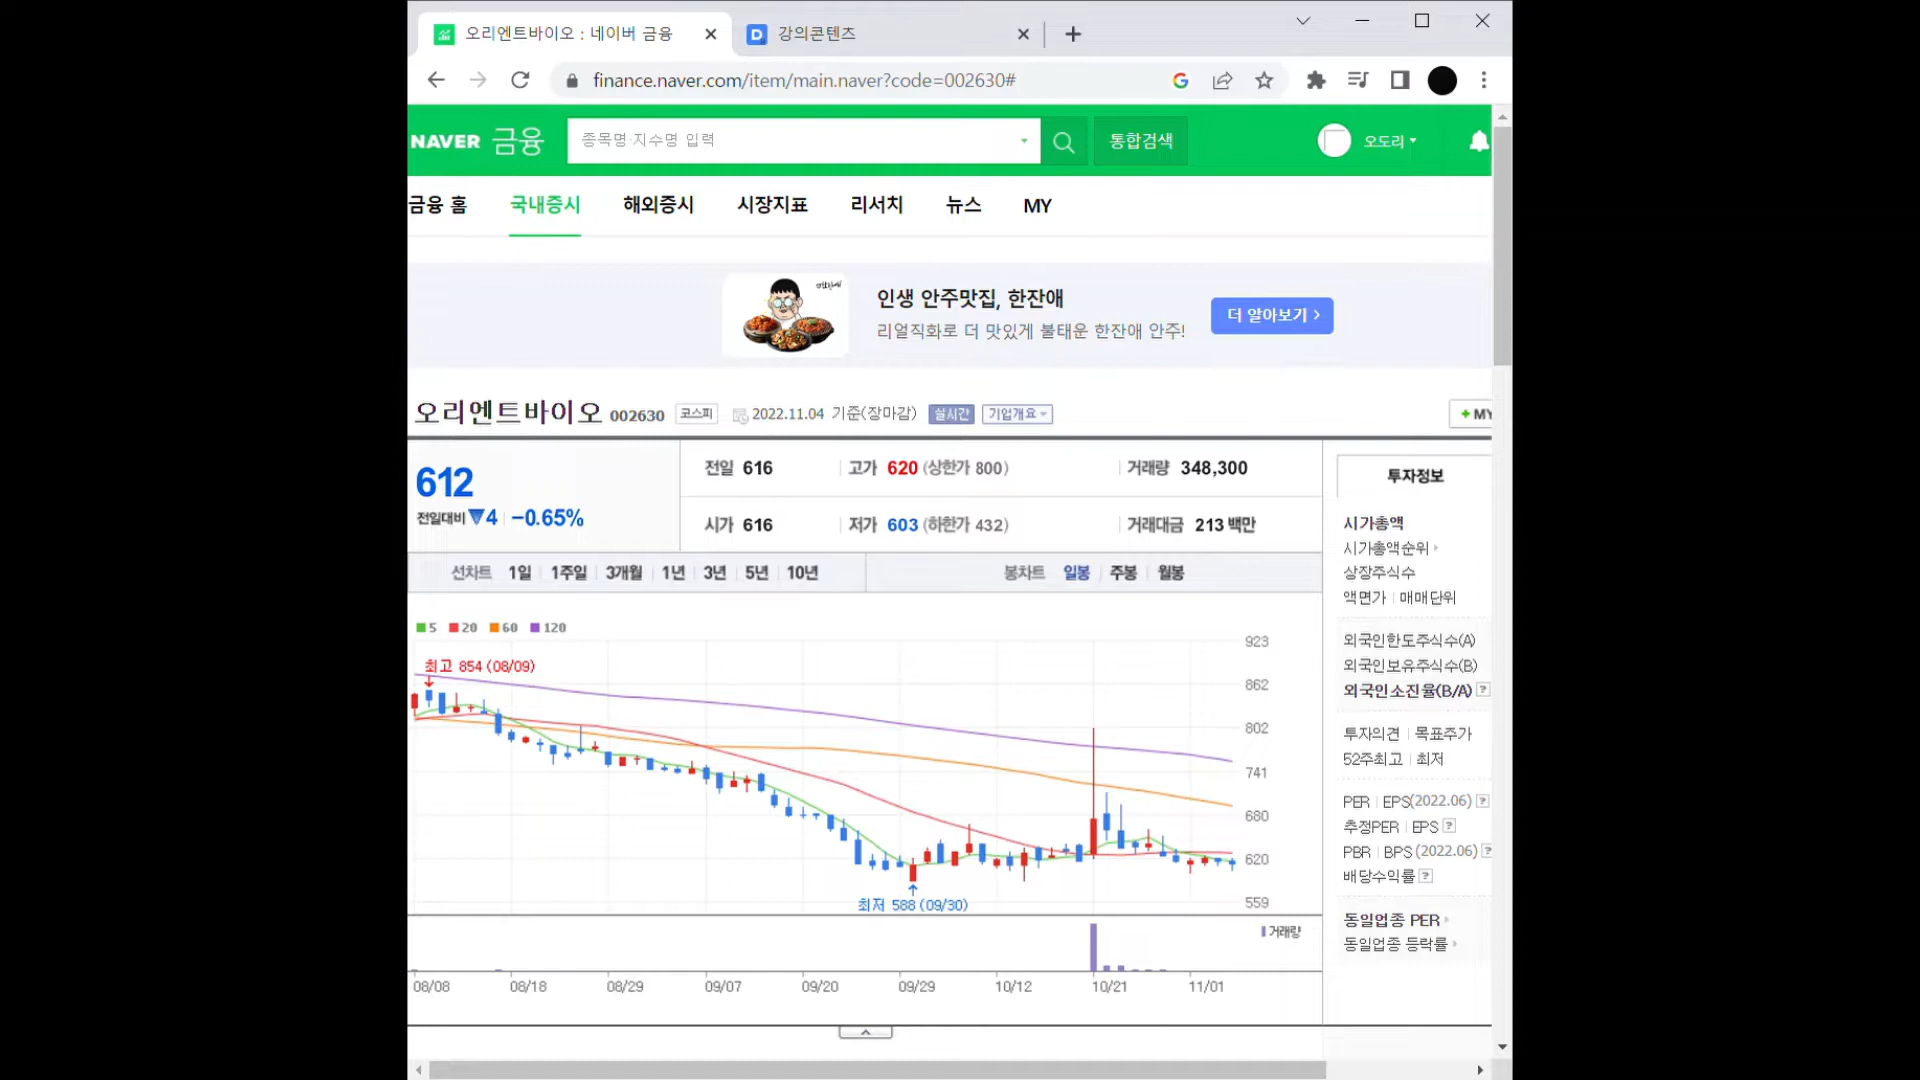 오리엔트바이오 : 네이버 금융
강의콘텐츠
finance.naver.com/item/main.naver?code=002630#
NAVER 금융
종목명·지수명 입력
통합검색
오도리
금융 홈 국내증시 해외증시 시장지표 리서치 뉴스 MY
인생 안주맛집, 한잔애
리얼직화로 더 맛있게 불태운 한잔애 안주!
더 알아보기 >
오리엔트바이오 002630 코스피 2022.11.04 기준(장마감) 실시간 기업개요
+ MY
612
전일대비 ▼4 | -0.65%
전일 616 고가 620 (상한가 800) 거래량 348,300
시가 616 저가 603 (하한가 432) 거래대금 213 백만
선차트 1일 1주일 3개월 1년 3년 5년 10년
봉차트 일봉 주봉 월봉
5 20 60 120
최고 854 (08/09)
최저 588 (09/30)
923
862
802
741
680
620
559
거래량
08/08 08/18 08/29 09/07 09/20 09/29 10/12 10/21 11/01
투자정보
시가총액
시가총액순위
상장주식수
액면가 | 매매단위
외국인한도주식수(A)
외국인보유주식수(B)
외국인소진율(B/A) ?
투자의견 | 목표주가
52주최고 | 최저
PER | EPS(2022.06) ?
추정PER | EPS ?
PBR | BPS (2022.06) ?
배당수익률 ?
동일업종 PER
동일업종 등락률